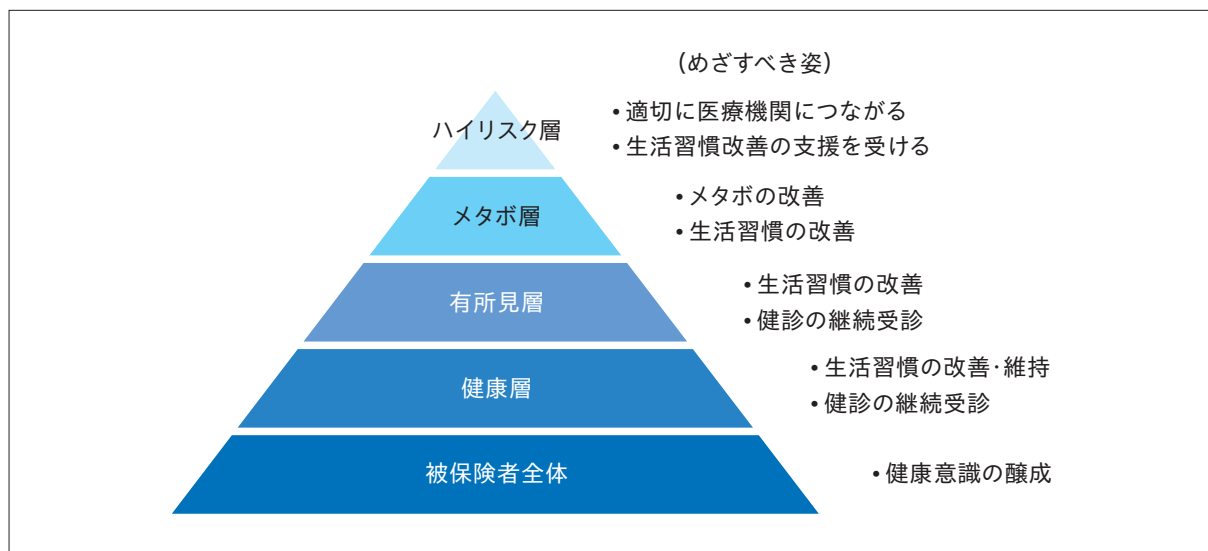 (めざすべき姿)
ハイリスク層
• 適切に医療機関につながる
• 生活習慣改善の支援を受ける
メタボ層
• メタボの改善
• 生活習慣の改善
有所見層
• 生活習慣の改善
• 健診の継続受診
健康層
• 生活習慣の改善・維持
• 健診の継続受診
被保険者全体
• 健康意識の醸成